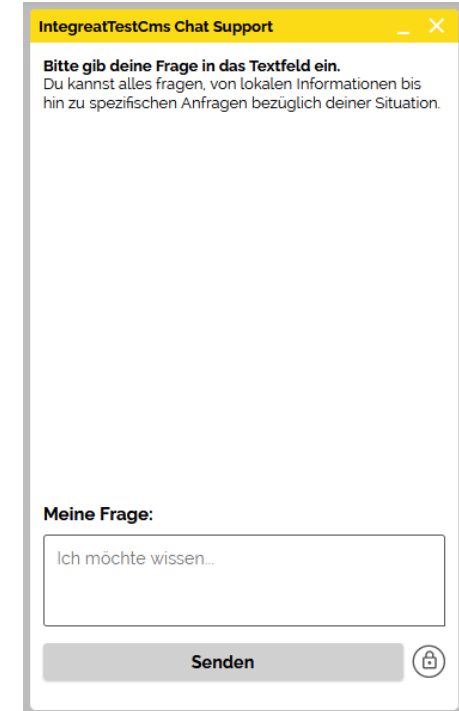 IntegreatTestCms Chat Support
Bitte gib deine Frage in das Textfeld ein.
Du kannst alles fragen, von lokalen Informationen bis
hin zu spezifischen Anfragen bezüglich deiner Situation.
Meine Frage:
Ich möchte wissen...
Senden